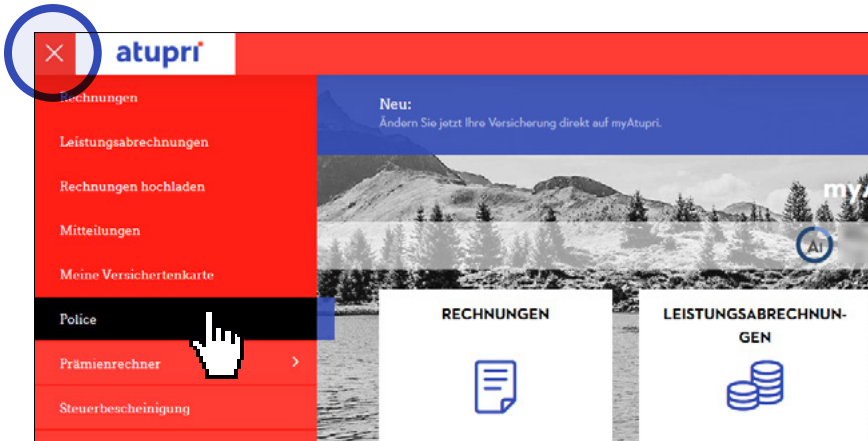 atupri
Rechnungen
Leistungsabrechnungen
Rechnungen hochladen
Mitteilungen
Meine Versichertenkarte
Police
Prämienrechner
Steuerbescheinigung
Neu:
Ändern Sie jetzt Ihre Versicherung direkt auf myAtupri.
AI
RECHNUNGEN
LEISTUNGSABRECHNUN-
GEN